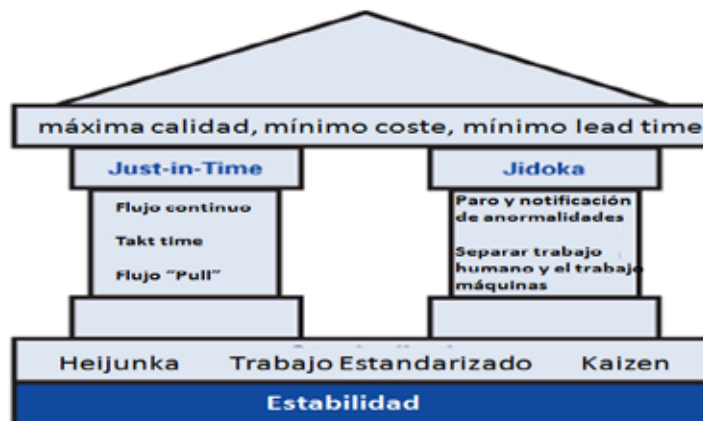 máxima calidad, mínimo coste, mínimo lead time
Just-in-Time
Flujo continuo
Takt time
Flujo “Pull”
Jidoka
Paro y notificación
de anormalidades
Separar trabajo
humano y el trabajo
máquinas
Heijunka Trabajo Estandarizado Kaizen
Estabilidad